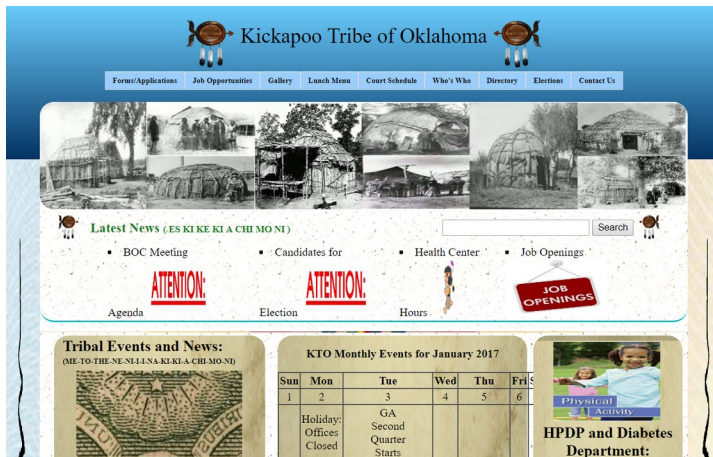 Kickapoo Tribe of Oklahoma
Forms/Applications Job Opportunities Gallery Lunch Menu Court Schedule Who's Who Directory Elections Contact Us
Latest News (ES KI KE KI A CHI MO NI )
Search
BOC Meeting
ATTENTION:
Agenda
Candidates for
ATTENTION:
Election
Health Center
Hours
Job Openings
JOB
OPENINGS
Tribal Events and News:
(ME-TO-THE-NE-NI-I-I-NA-KI-KI-A-CHI-MO-NI)
KTO Monthly Events for January 2017
Sun Mon Tue Wed Thu Fri S
1 2 3 4 5 6
Holiday:
Offices
Closed
GA
Second
Quarter
Starts
Physical
Activity
HPDP and Diabetes
Department: